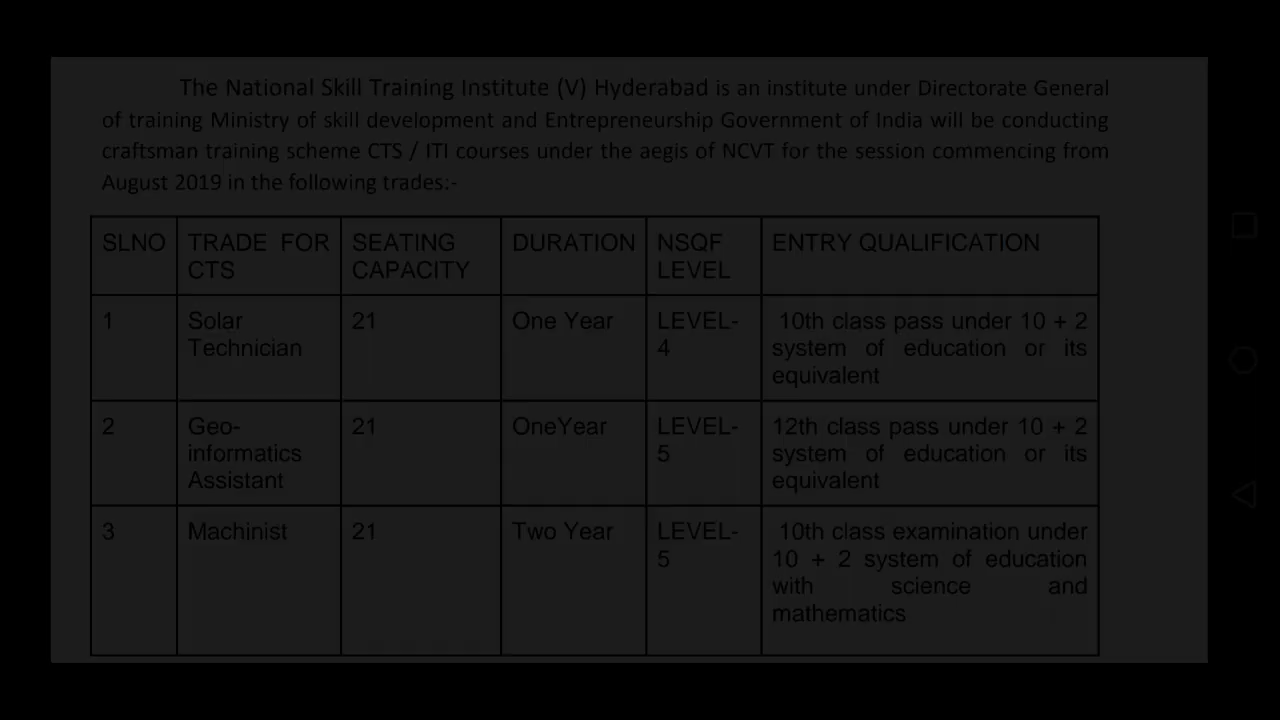 The National Skill Training Institute (V) Hyderabad is an institute under Directorate General
of training Ministry of skill development and Entrepreneurship Government of India will be conducting
craftsman training scheme CTS / ITI courses under the aegis of NCVT for the session commencing from
August 2019 in the following trades:-
SLNO TRADE FOR CTS SEATING CAPACITY DURATION NSQF LEVEL ENTRY QUALIFICATION
1 Solar Technician 21 One Year LEVEL-4 10th class pass under 10 + 2 system of education or its equivalent
2 Geo-informatics Assistant 21 OneYear LEVEL-5 12th class pass under 10 + 2 system of education or its equivalent
3 Machinist 21 Two Year LEVEL-5 10th class examination under 10 + 2 system of education with science and mathematics